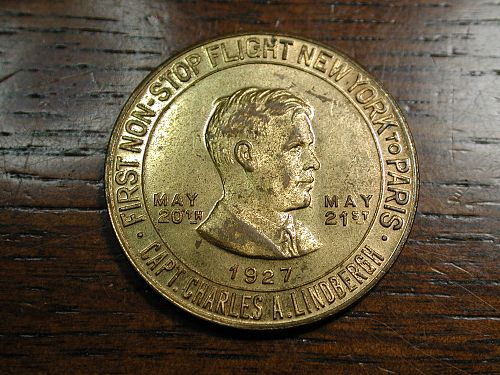 · FIRST NON-STOP FLIGHT NEW YORK TO PARIS ·
MAY
20TH
MAY
21ST
1927
CAPT. CHARLES A. LINDBERGH